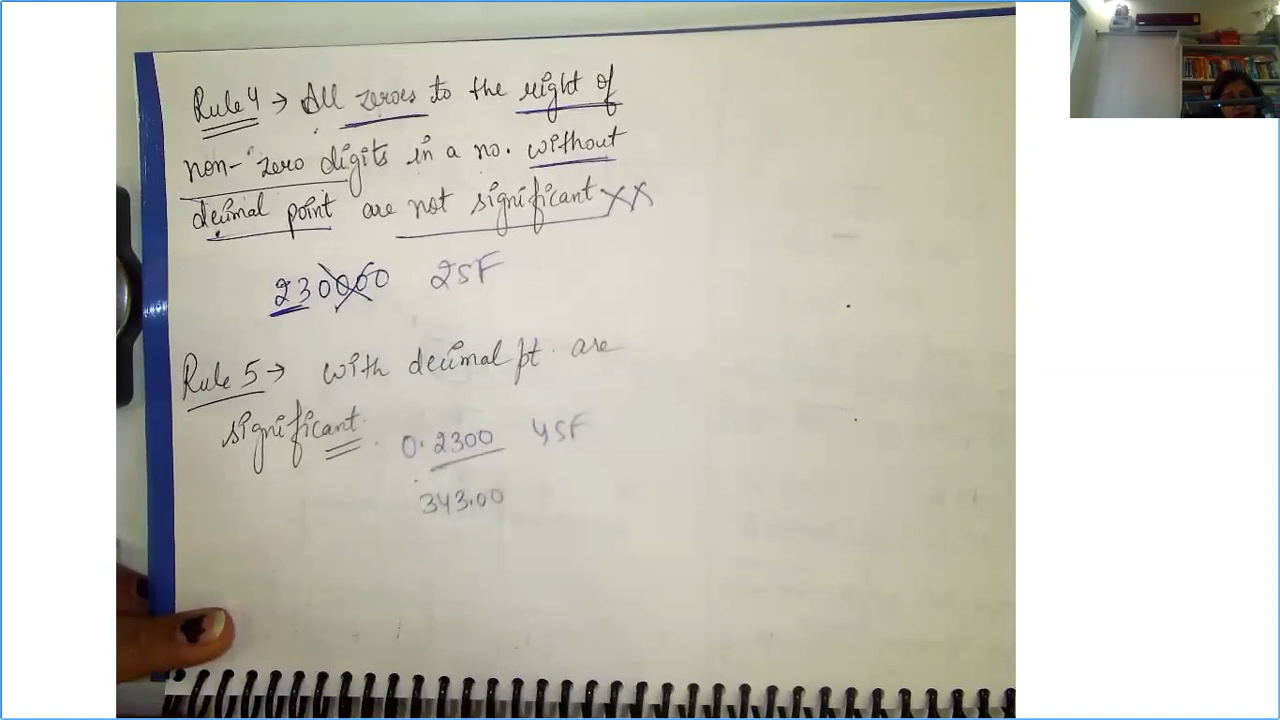 Rule 4 → All zeroes to the right of
non-zero digits in a no. without
decimal point are not significant XX
230000 2SF
Rule 5 → with decimal pt. are
significant.
0.2300 4SF
343.00